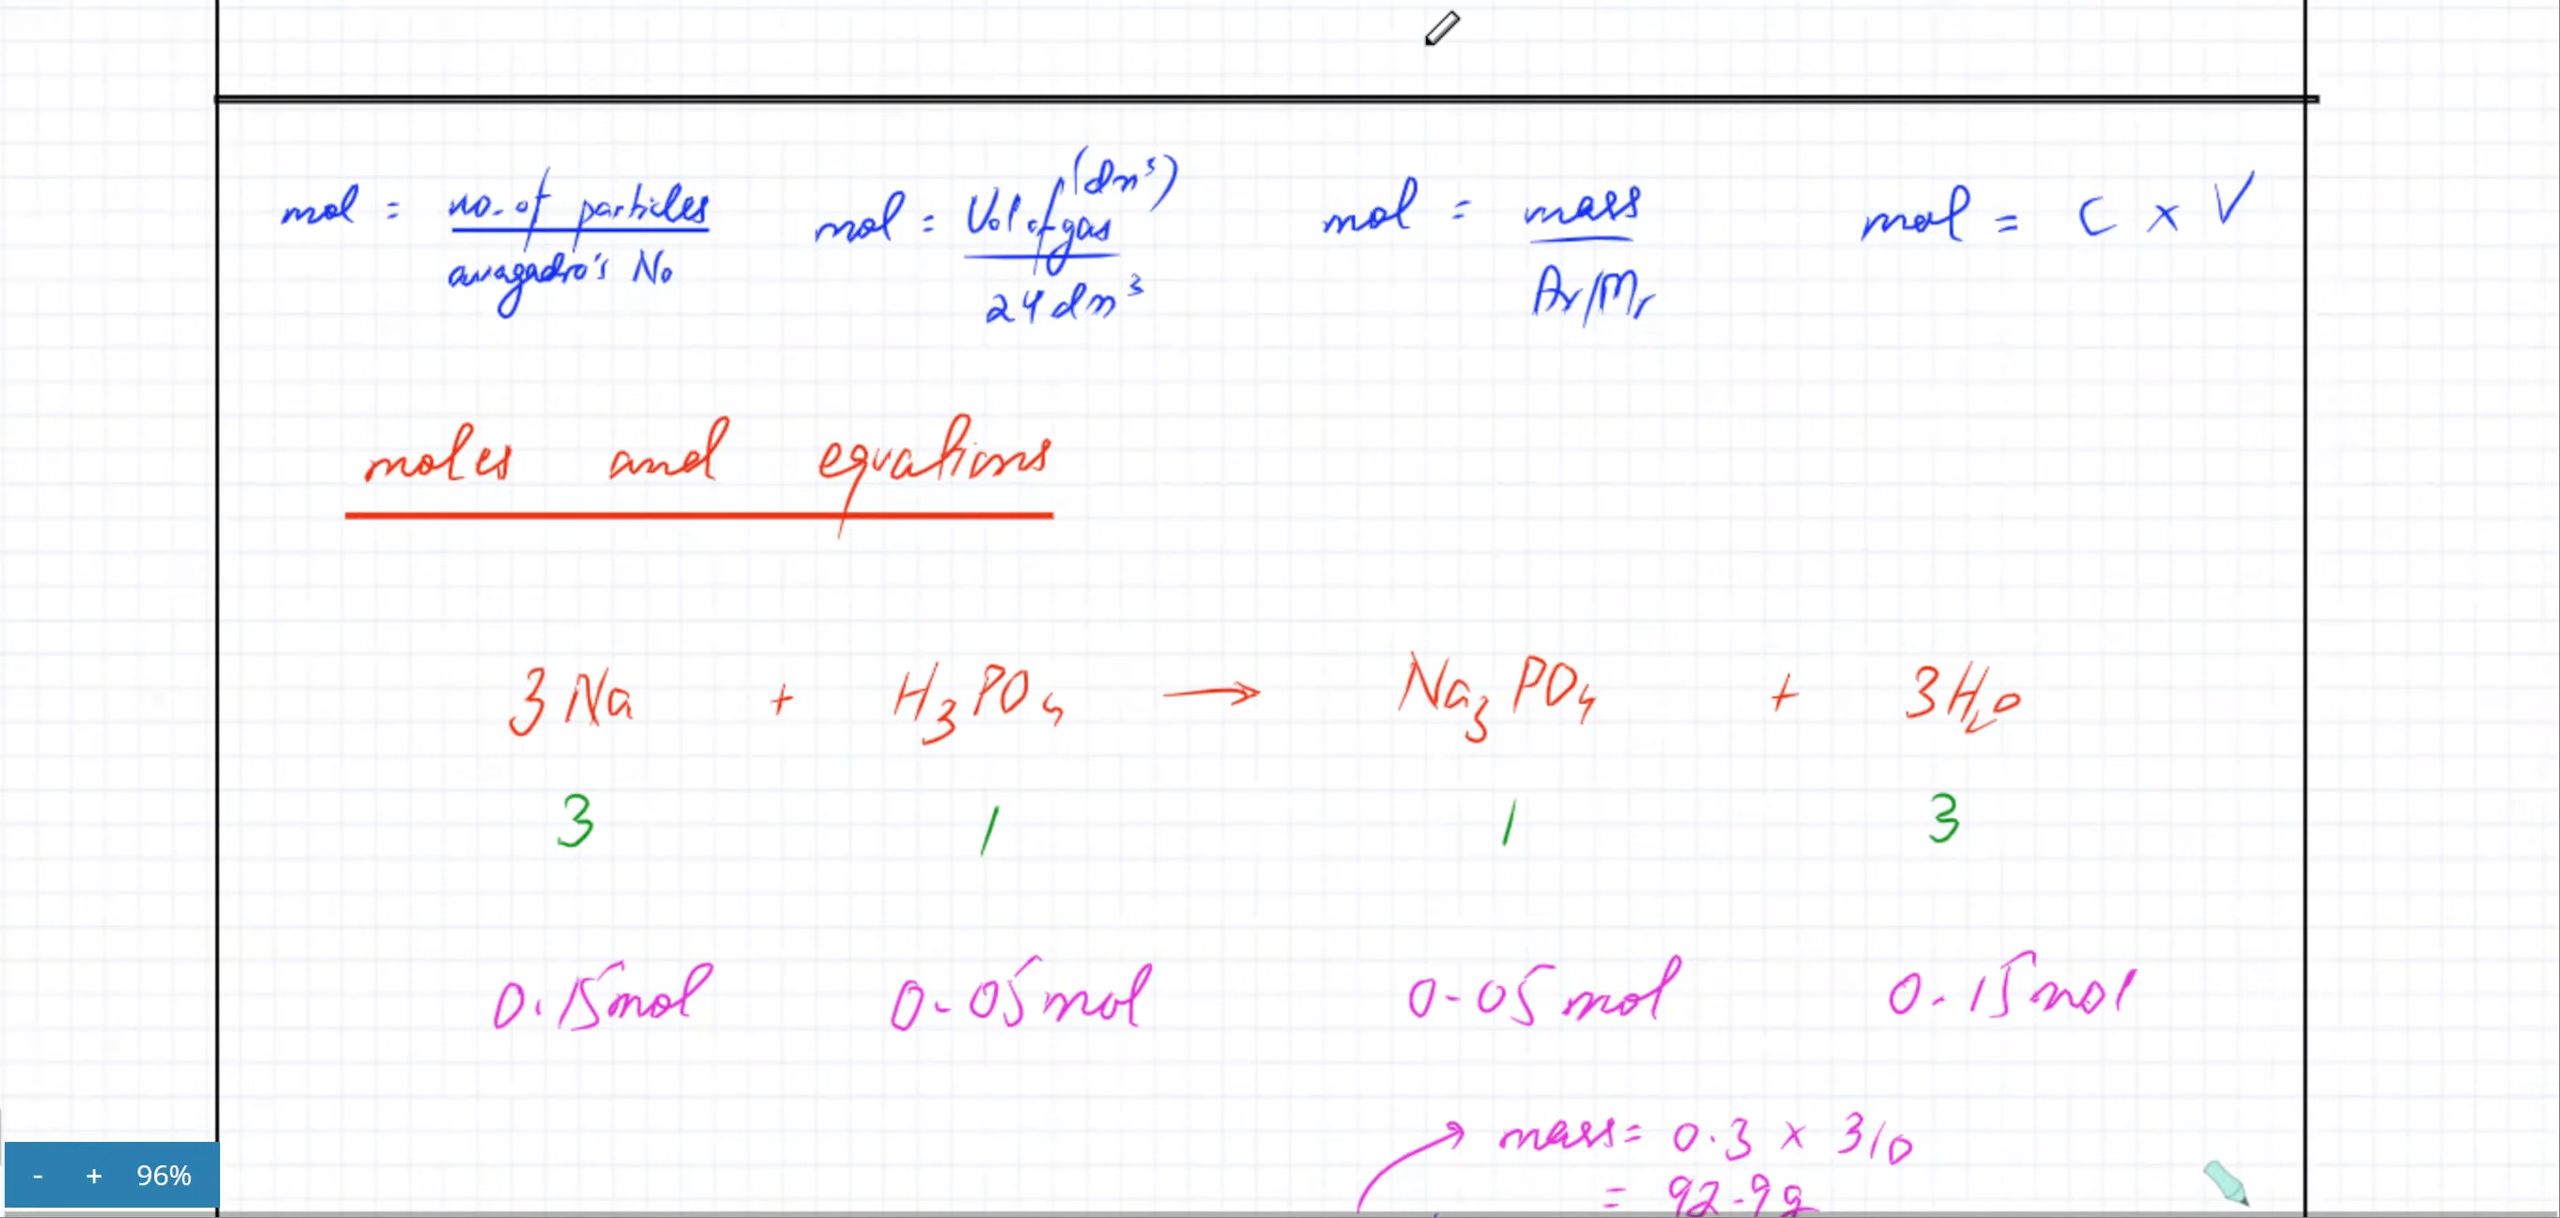 mol = no. of particles / avagadro's No   mol = Vol of gas (dm³) / 24 dm³   mol = mass / Ar/Mr   mol = C × V
moles and equations
3Na + H₃PO₄ → Na₃PO₄ + 3H₂O
3 1 1 3
0.15mol 0.05mol 0.05mol 0.15mol
→ mass = 0.3 × 310
= 92.9g
- + 96%